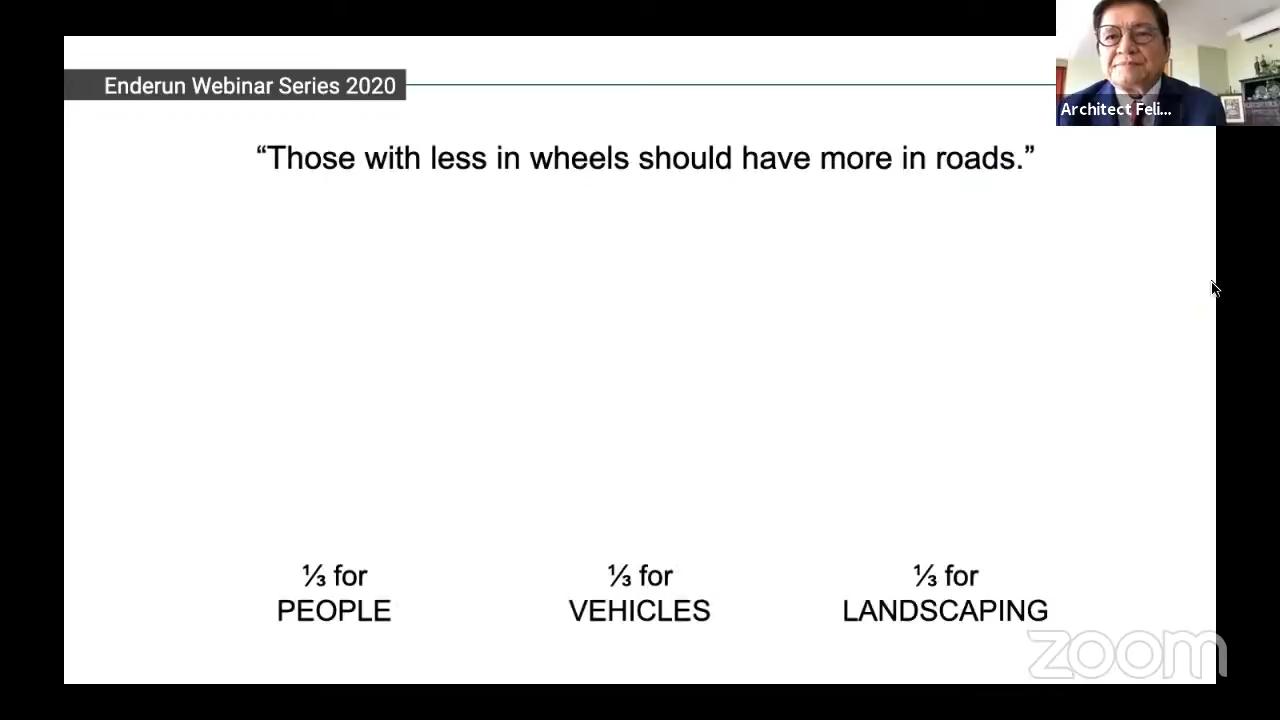 Enderun Webinar Series 2020
Architect Feli...
“Those with less in wheels should have more in roads.”
⅓ for
PEOPLE
⅓ for
VEHICLES
⅓ for
LANDSCAPING
zoom